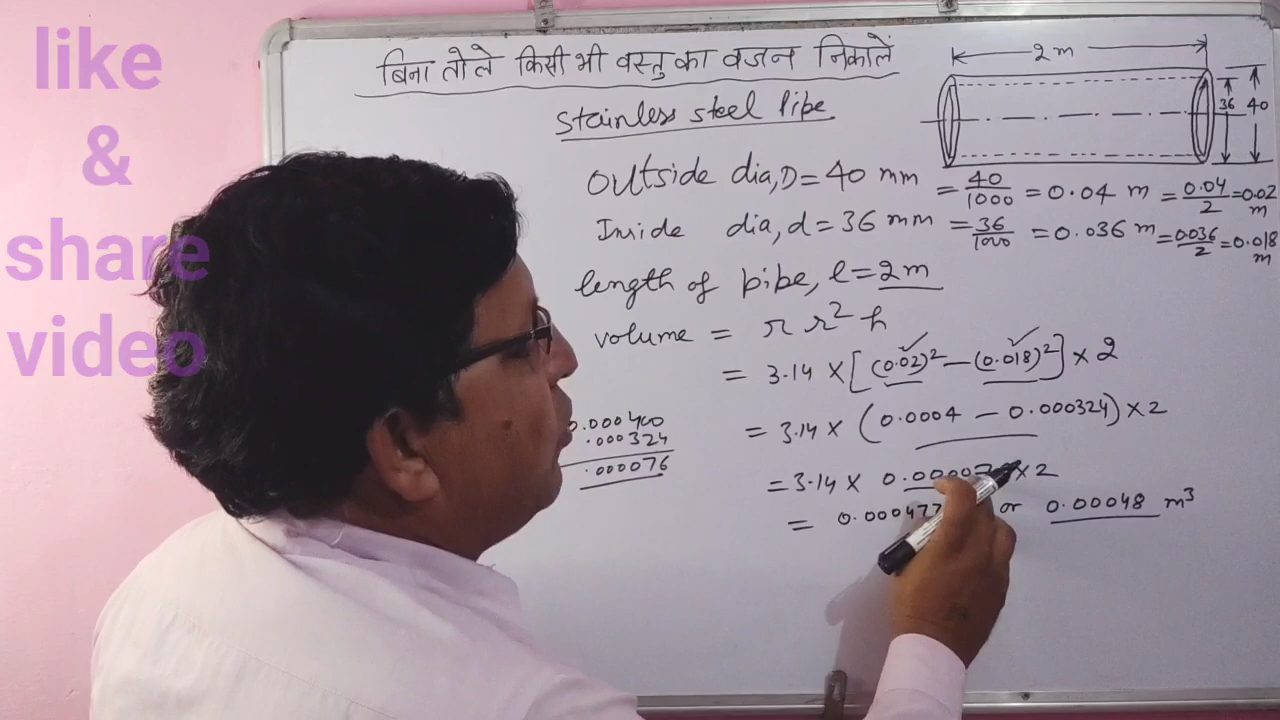 like
&
share
video
बिना तोले किसी भी वस्तु का वजन निकालें
Stainless steel Pipe
2m
36 40
Outside dia, D = 40 mm = 40/1000 = 0.04 m = 0.04/2 = 0.02 m
Inside dia, d = 36 mm = 36/1000 = 0.036 m = 0.036/2 = 0.018 m
length of pipe, l = 2m
volume = π r² h
= 3.14 × [(0.02)² − (0.018)²] × 2
= 3.14 × (0.0004 − 0.000324) × 2
= 3.14 × × 2
= or 0.00048 m³
0.000400
.000324
.000076